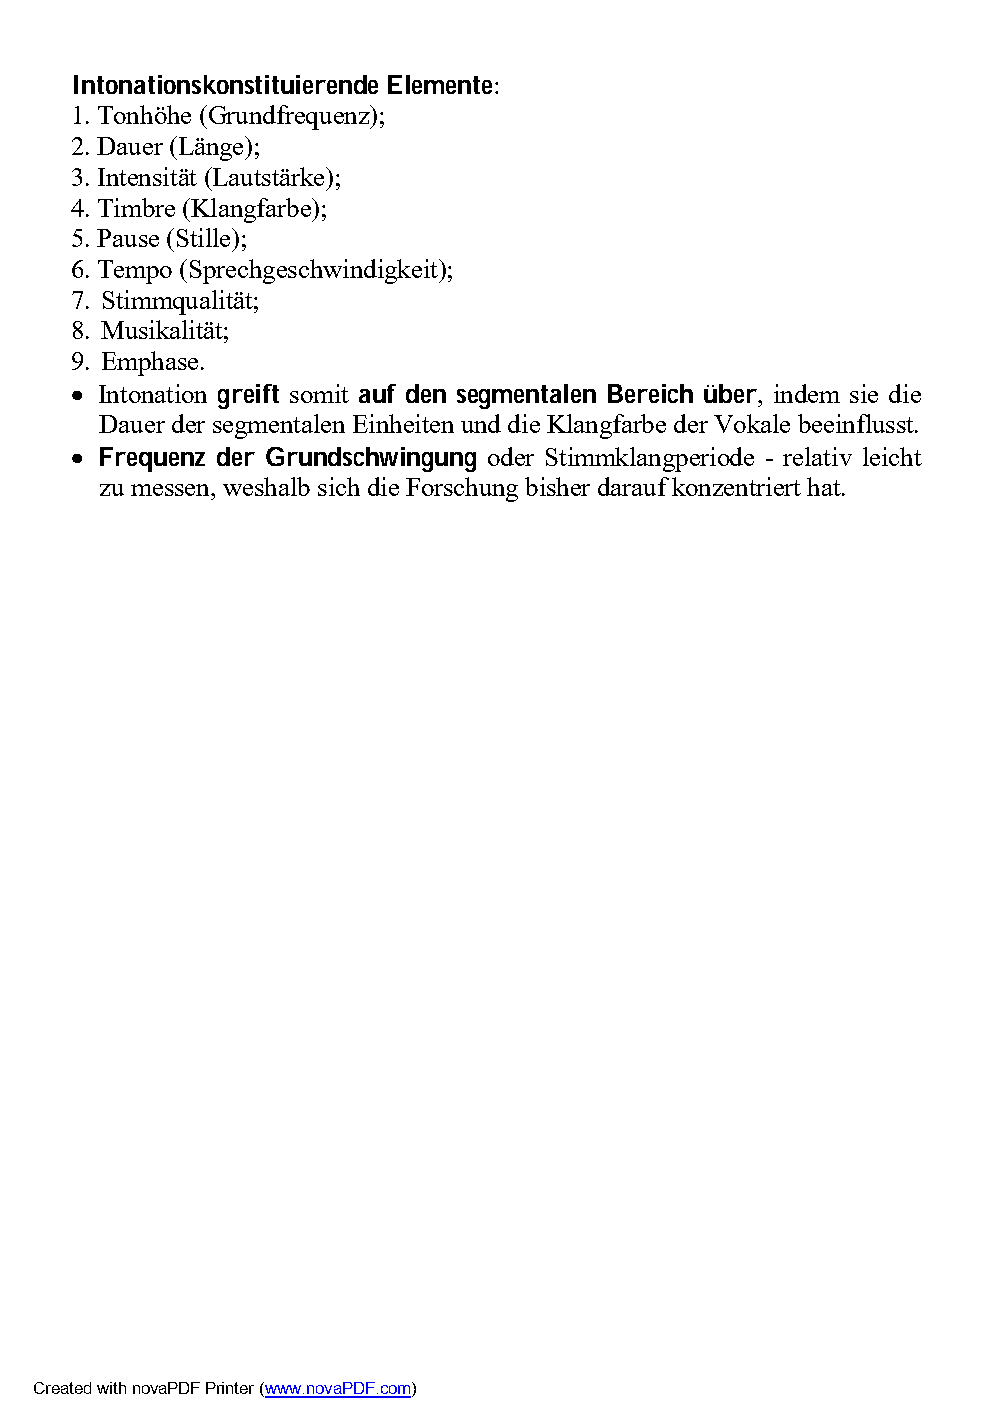 Intonationskonstituierende Elemente:
1. Tonhöhe (Grundfrequenz);
2. Dauer (Länge);
3. Intensität (Lautstärke);
4. Timbre (Klangfarbe);
5. Pause (Stille);
6. Tempo (Sprechgeschwindigkeit);
7. Stimmqualität;
8. Musikalität;
9. Emphase.
• Intonation greift somit auf den segmentalen Bereich über, indem sie die
Dauer der segmentalen Einheiten und die Klangfarbe der Vokale beeinflusst.
• Frequenz der Grundschwingung oder Stimmklangperiode - relativ leicht
zu messen, weshalb sich die Forschung bisher darauf konzentriert hat.
Created with novaPDF Printer (www.novaPDF.com)